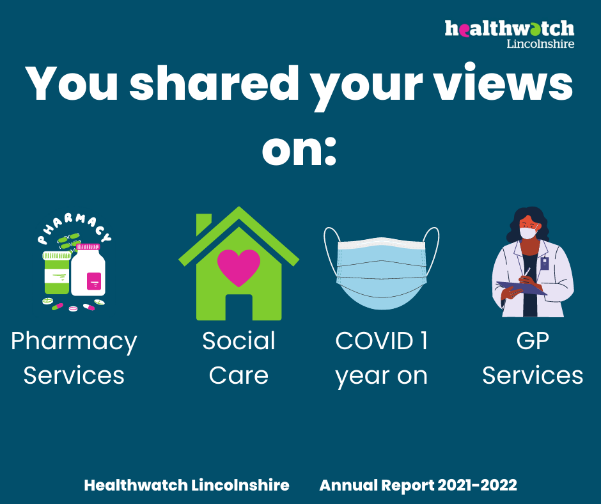 healthwatch
Lincolnshire
You shared your views
on:
PHARMACY
Pharmacy
Services
Social
Care
COVID 1
year on
GP
Services
Healthwatch Lincolnshire Annual Report 2021-2022